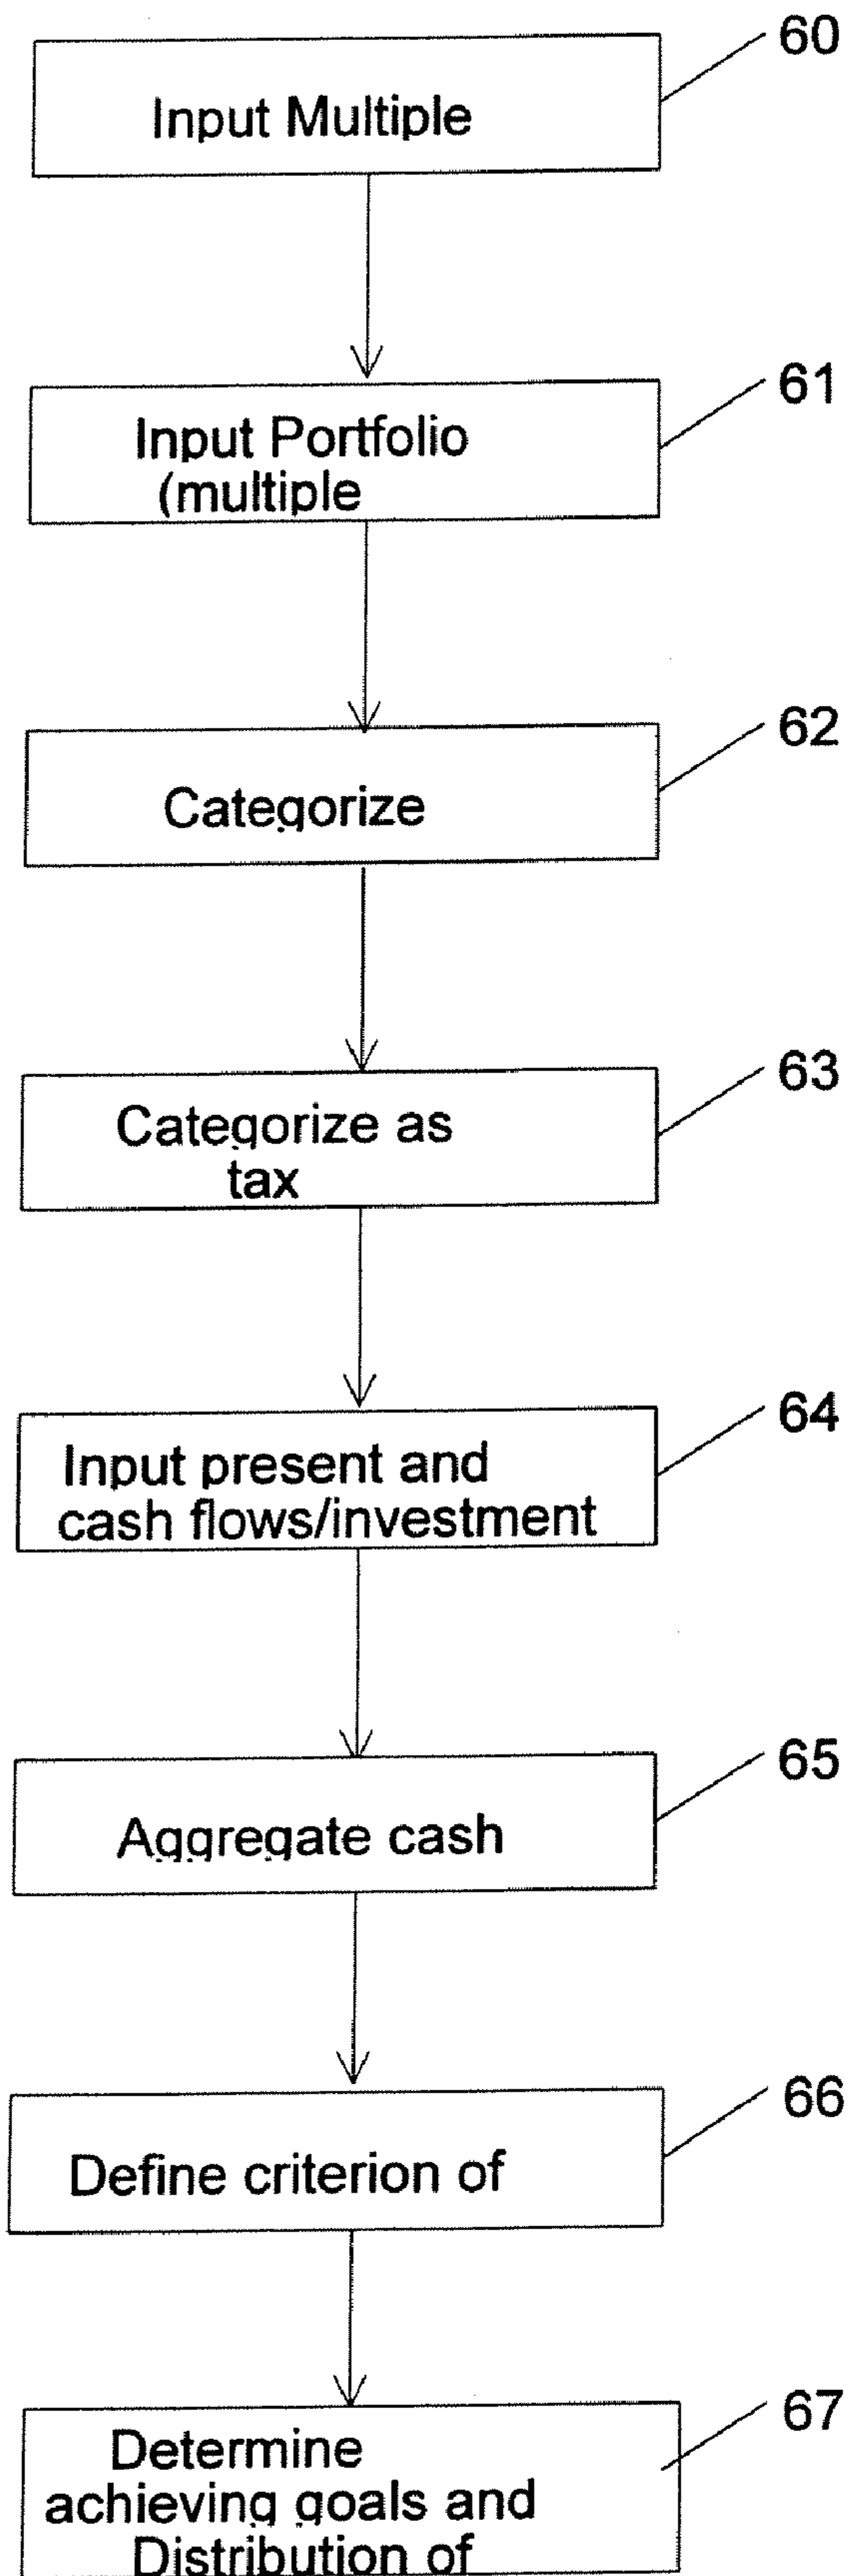 60
Input Multiple
61
Input Portfolio
(multiple
62
Categorize
63
Categorize as
tax
64
Input present and
cash flows/investment
65
Aggregate cash
66
Define criterion of
67
Determine
achieving goals and
Distribution of